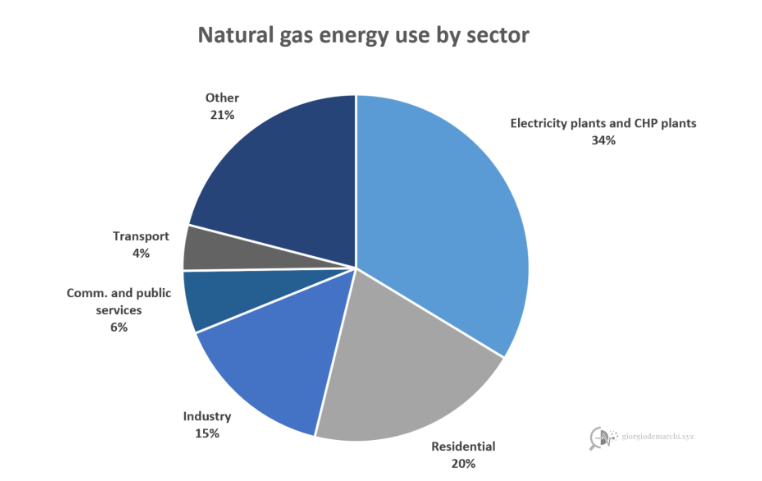 Natural gas energy use by sector
Other
21%
Electricity plants and CHP plants
34%
Transport
4%
Comm. and public
services
6%
Industry
15%
Residential
20%
giorgiodemarchi.xyz